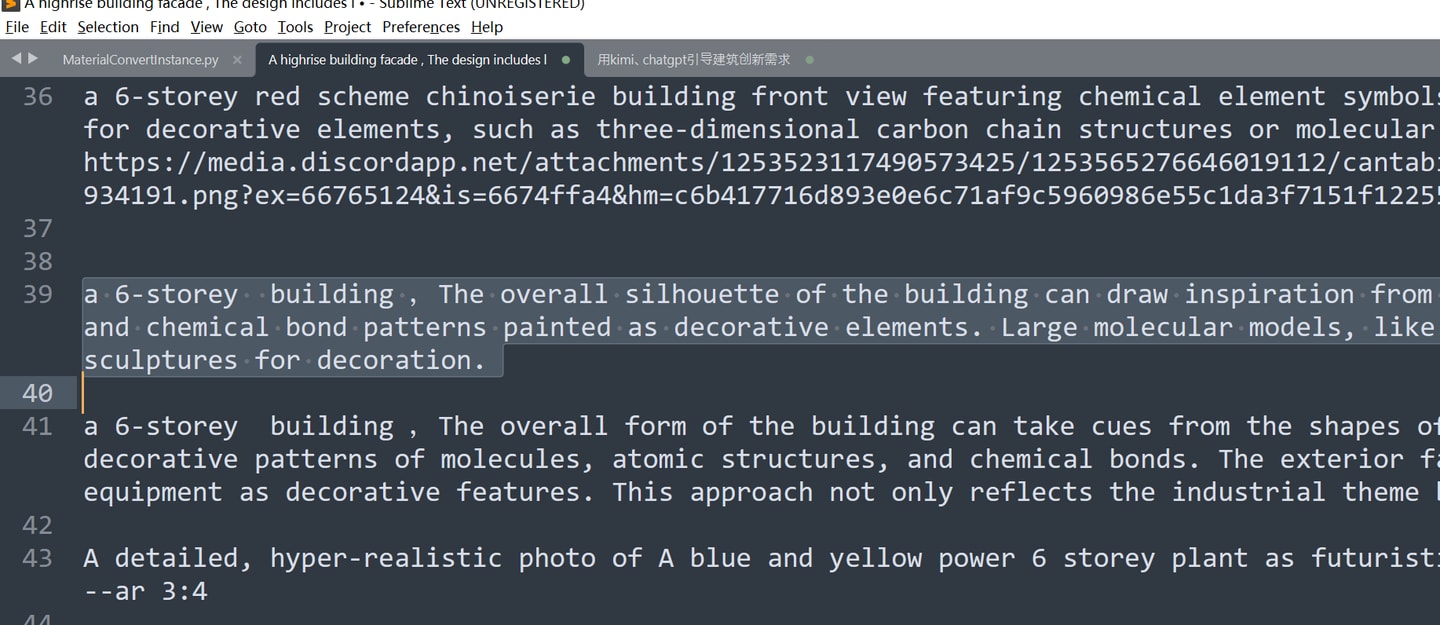 A highrise building facade , The design includes l • - Sublime Text (UNREGISTERED)
File Edit Selection Find View Goto Tools Project Preferences Help
MaterialConvertInstance.py × A highrise building facade , The design includes l 用kimi、chatgpt引导建筑创新需求
36 a 6-storey red scheme chinoiserie building front view featuring chemical element symbols
for decorative elements, such as three-dimensional carbon chain structures or molecular
https://media.discordapp.net/attachments/1253523117490573425/1253565276646019112/cantabi
934191.png?ex=66765124&is=6674ffa4&hm=c6b417716d893e0e6c71af9c5960986e55c1da3f7151f12255
37
38
39 a 6-storey  building , The overall silhouette of the building can draw inspiration from
and chemical bond patterns painted as decorative elements. Large molecular models, like
sculptures for decoration.
40
41 a 6-storey  building , The overall form of the building can take cues from the shapes of
decorative patterns of molecules, atomic structures, and chemical bonds. The exterior fa
equipment as decorative features. This approach not only reflects the industrial theme
42
43 A detailed, hyper-realistic photo of A blue and yellow power 6 storey plant as futuristi
--ar 3:4
44